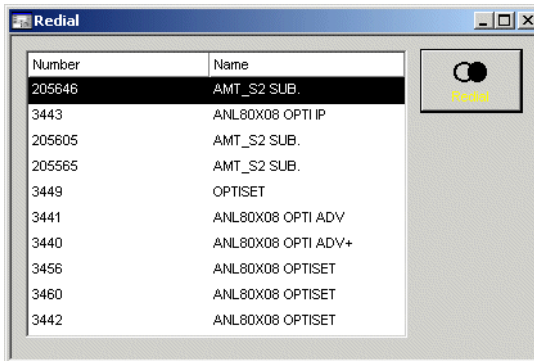 Redial
Number Name
205646 AMT_S2 SUB.
3443 ANL80X08 OPTI IP
205605 AMT_S2 SUB.
205565 AMT_S2 SUB.
3449 OPTISET
3441 ANL80X08 OPTI ADV
3440 ANL80X08 OPTI ADV+
3456 ANL80X08 OPTISET
3460 ANL80X08 OPTISET
3442 ANL80X08 OPTISET
Redial